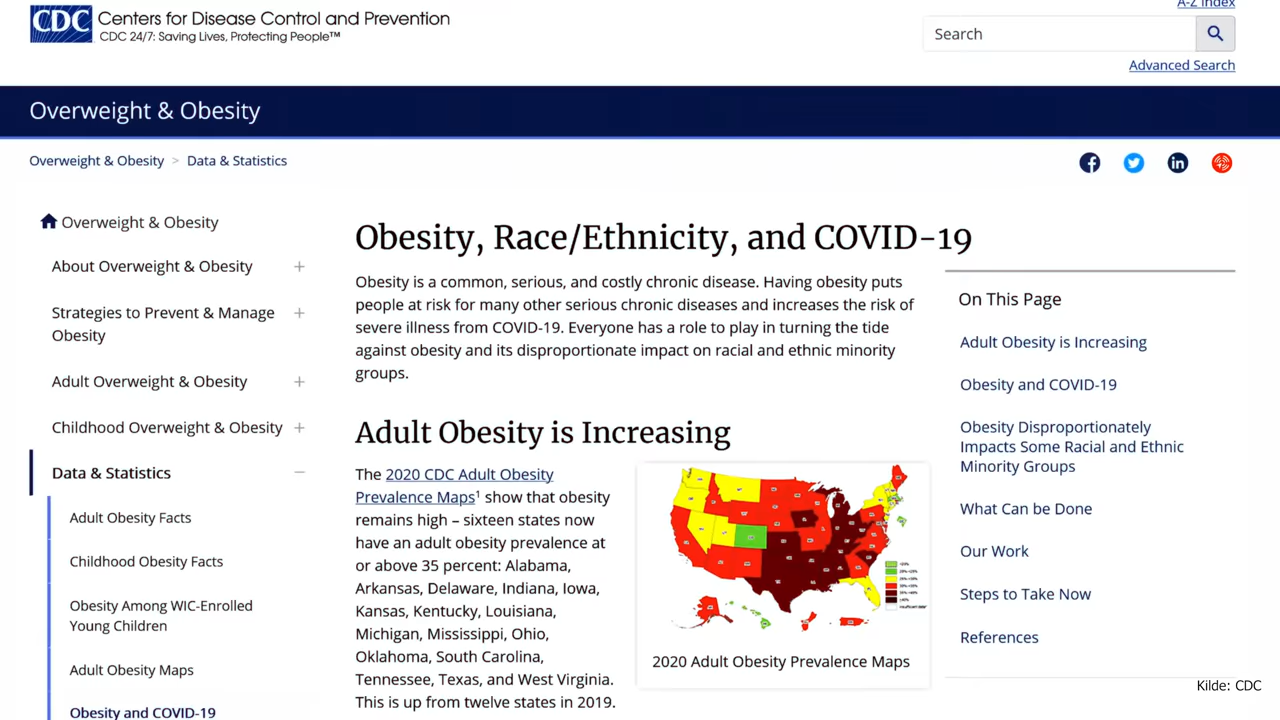 CDC
Centers for Disease Control and Prevention
CDC 24/7: Saving Lives, Protecting People™
A-Z Index
Search
Advanced Search
Overweight & Obesity
Overweight & Obesity > Data & Statistics
Overweight & Obesity
About Overweight & Obesity
Strategies to Prevent & Manage
Obesity
Adult Overweight & Obesity
Childhood Overweight & Obesity
Data & Statistics
Adult Obesity Facts
Childhood Obesity Facts
Obesity Among WIC-Enrolled
Young Children
Adult Obesity Maps
Obesity and COVID-19
Obesity, Race/Ethnicity, and COVID-19
Obesity is a common, serious, and costly chronic disease. Having obesity puts
people at risk for many other serious chronic diseases and increases the risk of
severe illness from COVID-19. Everyone has a role to play in turning the tide
against obesity and its disproportionate impact on racial and ethnic minority
groups.
Adult Obesity is Increasing
The 2020 CDC Adult Obesity
Prevalence Maps¹ show that obesity
remains high – sixteen states now
have an adult obesity prevalence at
or above 35 percent: Alabama,
Arkansas, Delaware, Indiana, Iowa,
Kansas, Kentucky, Louisiana,
Michigan, Mississippi, Ohio,
Oklahoma, South Carolina,
Tennessee, Texas, and West Virginia.
This is up from twelve states in 2019.
2020 Adult Obesity Prevalence Maps
On This Page
Adult Obesity is Increasing
Obesity and COVID-19
Obesity Disproportionately
Impacts Some Racial and Ethnic
Minority Groups
What Can be Done
Our Work
Steps to Take Now
References
Kilde: CDC